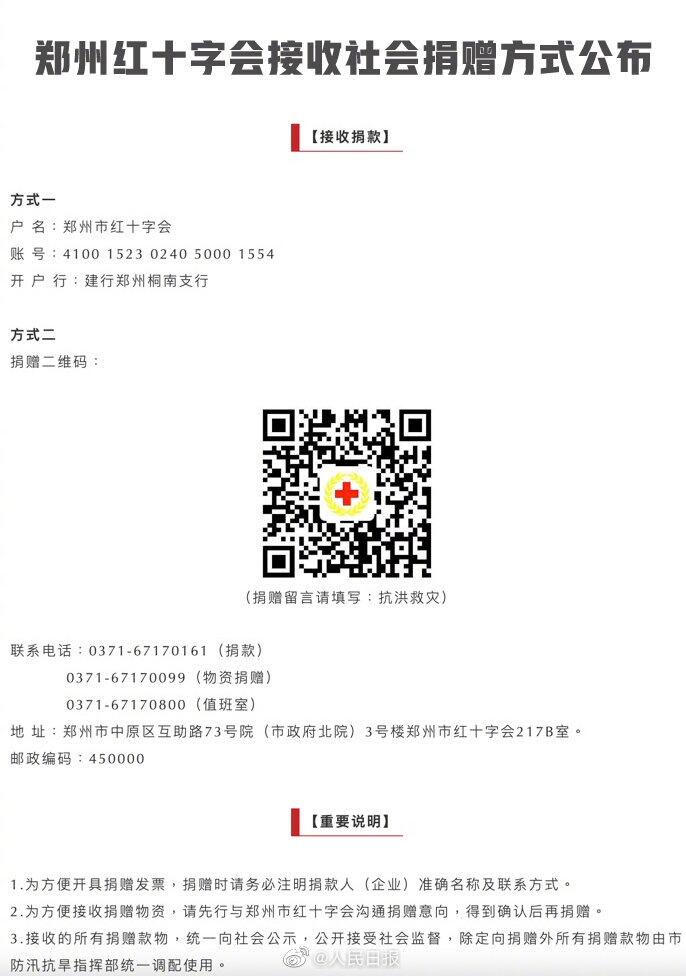 郑州红十字会接收社会捐赠方式公布
【接收捐款】
方式一
户 名：郑州市红十字会
账 号：4100 1523 0240 5000 1554
开 户 行：建行郑州桐南支行
方式二
捐赠二维码：
（捐赠留言请填写：抗洪救灾）
联系电话：0371-67170161（捐款）
0371-67170099（物资捐赠）
0371-67170800（值班室）
地 址：郑州市中原区互助路73号院（市政府北院）3号楼郑州市红十字会217B室。
邮政编码：450000
【重要说明】
1.为方便开具捐赠发票，捐赠时请务必注明捐款人（企业）准确名称及联系方式。
2.为方便接收捐赠物资，请先行与郑州市红十字会沟通捐赠意向，得到确认后再捐赠。
3.接收的所有捐赠款物，统一向社会公示，公开接受社会监督，除定向捐赠外所有捐赠款物由市
防汛抗旱指挥部统一调配使用。
@人民日报